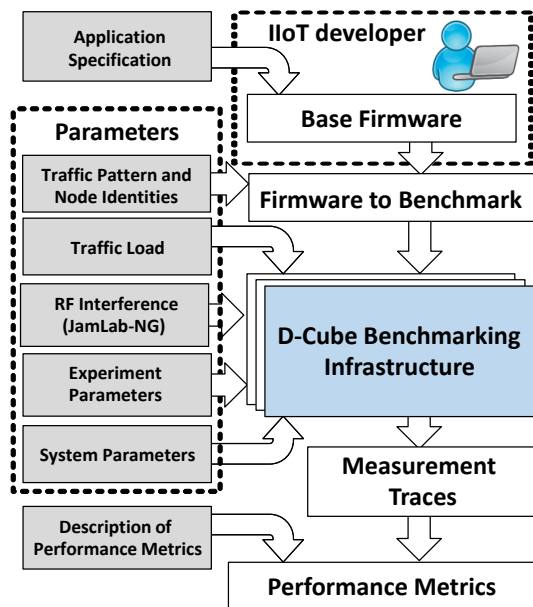 Application
Specification
IIoT developer
Base Firmware
Parameters
Traffic Pattern and
Node Identities
Firmware to Benchmark
Traffic Load
RF Interference
(JamLab-NG)
D-Cube Benchmarking
Infrastructure
Experiment
Parameters
System Parameters
Measurement
Traces
Description of
Performance Metrics
Performance Metrics